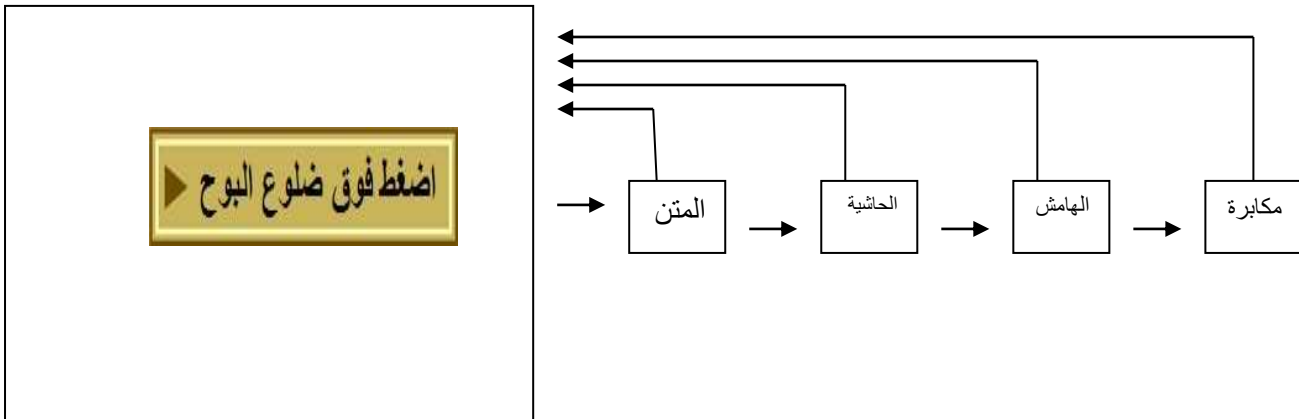 اضغط فوق ضلوع البوح
المتن
الحاشية
الهامش
مكابرة